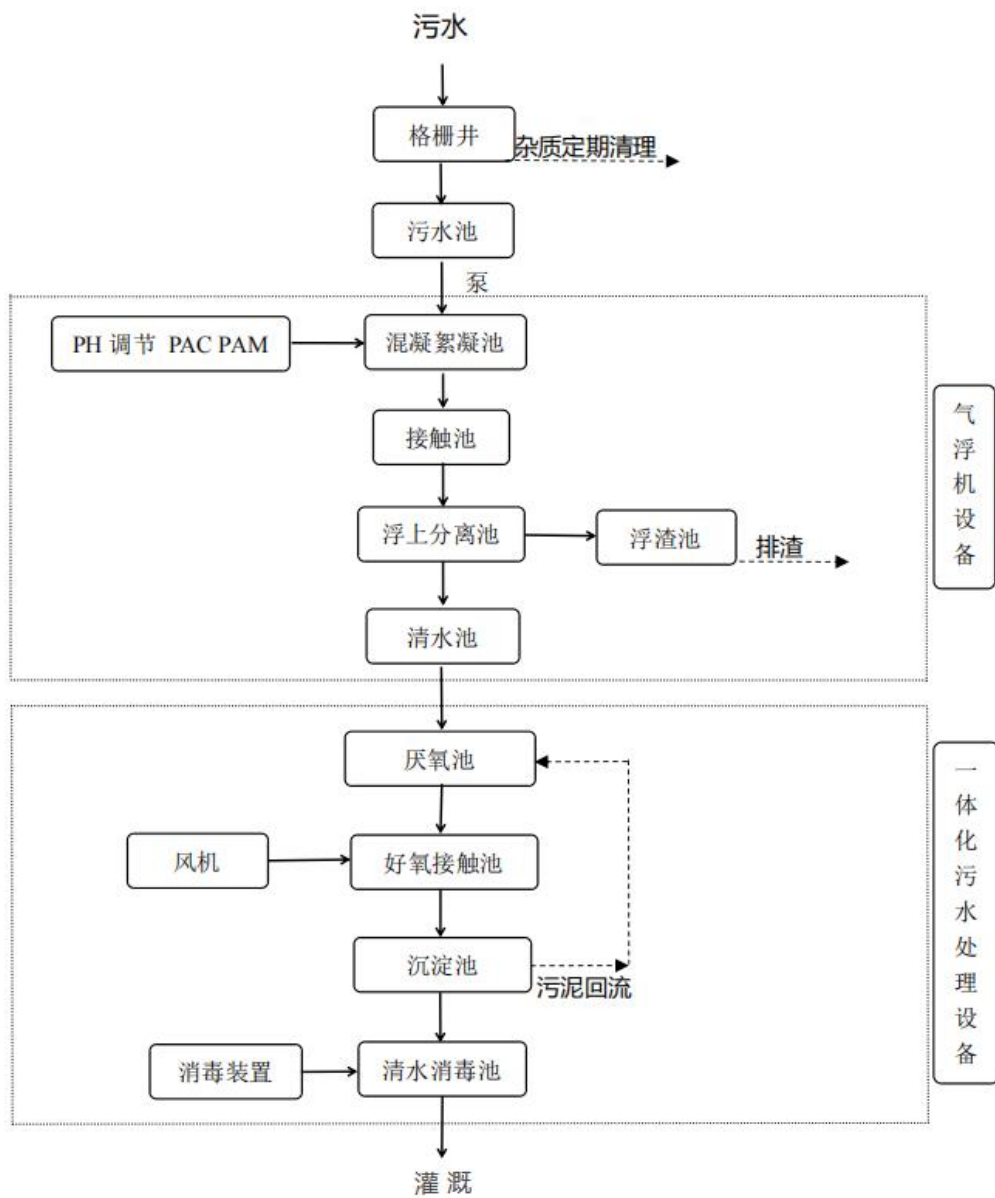 污水
格栅井
杂质定期清理
污水池
泵
PH 调节 PAC PAM
混凝絮凝池
接触池
浮上分离池
浮渣池
排渣
清水池
气浮机设备
厌氧池
风机
好氧接触池
沉淀池
污泥回流
消毒装置
清水消毒池
一体化污水处理设备
灌溉